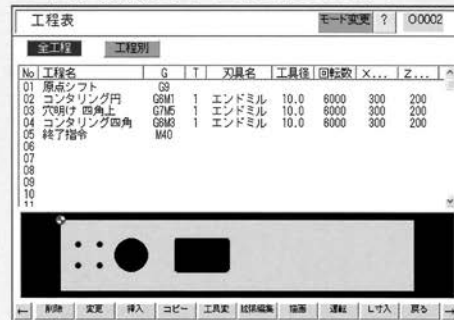 工程表 モード変更 ? O0002
全工程 工程別
No 工程名 G T 刃具名 工具径 回転数 X... Z...
01 原点シフト G9
02 コンタリング円 G6M1 1 エンドミル 10.0 6000 300 200
03 穴明け 四角上 G7M5 1 エンドミル 10.0 6000 300 200
04 コンタリング四角 G6M3 1 エンドミル 10.0 6000 300 200
05 終了指令 M40
06
07
08
09
10
11
← 削除 変更 挿入 コピー 工具変 拡張編集 描画 運転 L寸入 戻る →